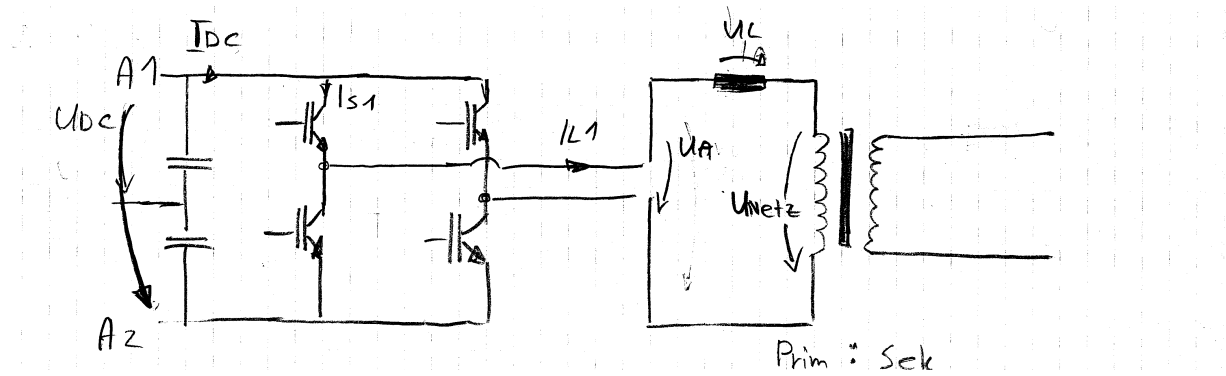 IDC
UL
A1
IS1
UDC
IL1
UA
UNetz
A2
Prim : Sek